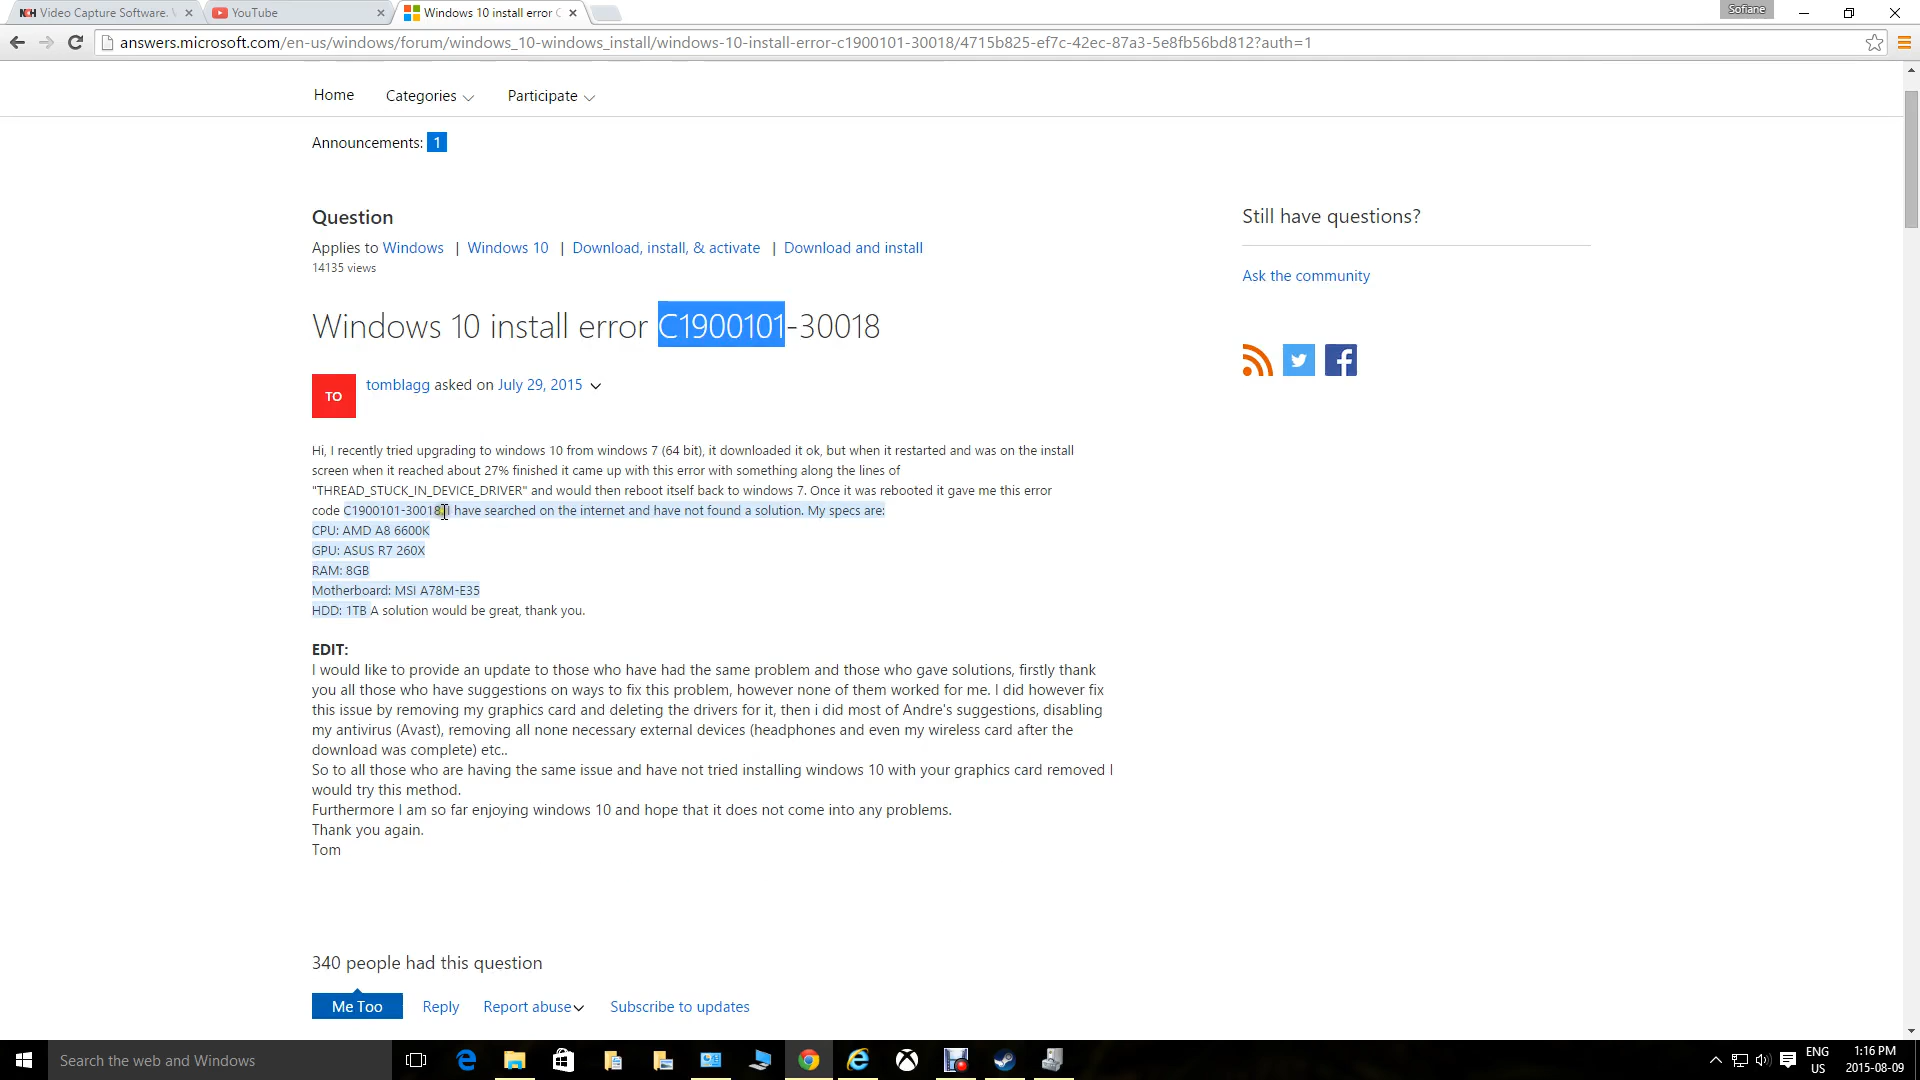 NCH Video Capture Software. V
YouTube
Windows 10 install error C
Sofiane
answers.microsoft.com/en-us/windows/forum/windows_10-windows_install/windows-10-install-error-c1900101-30018/4715b825-ef7c-42ec-87a3-5e8fb56bd812?auth=1
Home Categories Participate
Announcements: 1
Question
Applies to Windows | Windows 10 | Download, install, & activate | Download and install
14135 views
Still have questions?
Ask the community
Windows 10 install error C1900101-30018
TO
tomblagg asked on July 29, 2015
Hi, I recently tried upgrading to windows 10 from windows 7 (64 bit), it downloaded it ok, but when it restarted and was on the install
screen when it reached about 27% finished it came up with this error with something along the lines of
"THREAD_STUCK_IN_DEVICE_DRIVER" and would then reboot itself back to windows 7. Once it was rebooted it gave me this error
code C1900101-30018 I have searched on the internet and have not found a solution. My specs are:
CPU: AMD A8 6600K
GPU: ASUS R7 260X
RAM: 8GB
Motherboard: MSI A78M-E35
HDD: 1TB A solution would be great, thank you.
EDIT:
I would like to provide an update to those who have had the same problem and those who gave solutions, firstly thank
you all those who have suggestions on ways to fix this problem, however none of them worked for me. I did however fix
this issue by removing my graphics card and deleting the drivers for it, then i did most of Andre's suggestions, disabling
my antivirus (Avast), removing all none necessary external devices (headphones and even my wireless card after the
download was complete) etc..
So to all those who are having the same issue and have not tried installing windows 10 with your graphics card removed I
would try this method.
Furthermore I am so far enjoying windows 10 and hope that it does not come into any problems.
Thank you again.
Tom
340 people had this question
Me Too Reply Report abuse Subscribe to updates
Search the web and Windows
ENG
US
1:16 PM
2015-08-09